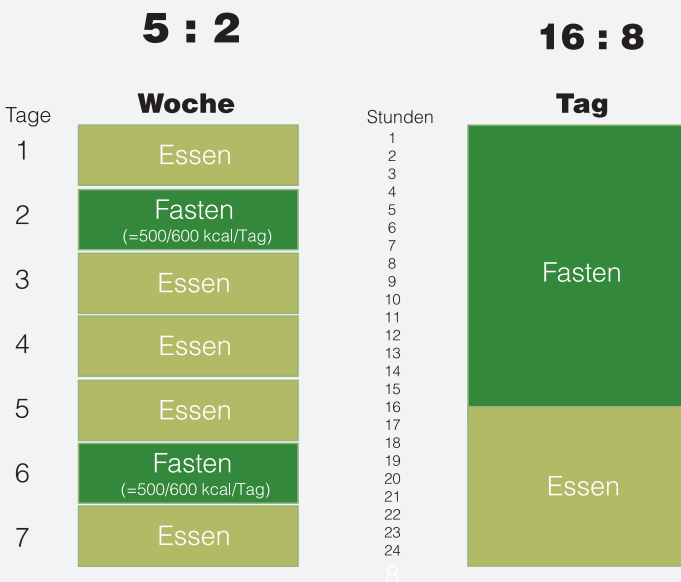 5 : 2
Woche
Tage
1 Essen
2 Fasten
(=500/600 kcal/Tag)
3 Essen
4 Essen
5 Essen
6 Fasten
(=500/600 kcal/Tag)
7 Essen
16 : 8
Tag
Stunden
1
2
3
4
5
6
7
8
9
10
11
12
13
14
15
16
17
18
19
20
21
22
23
24
8
Fasten
Essen